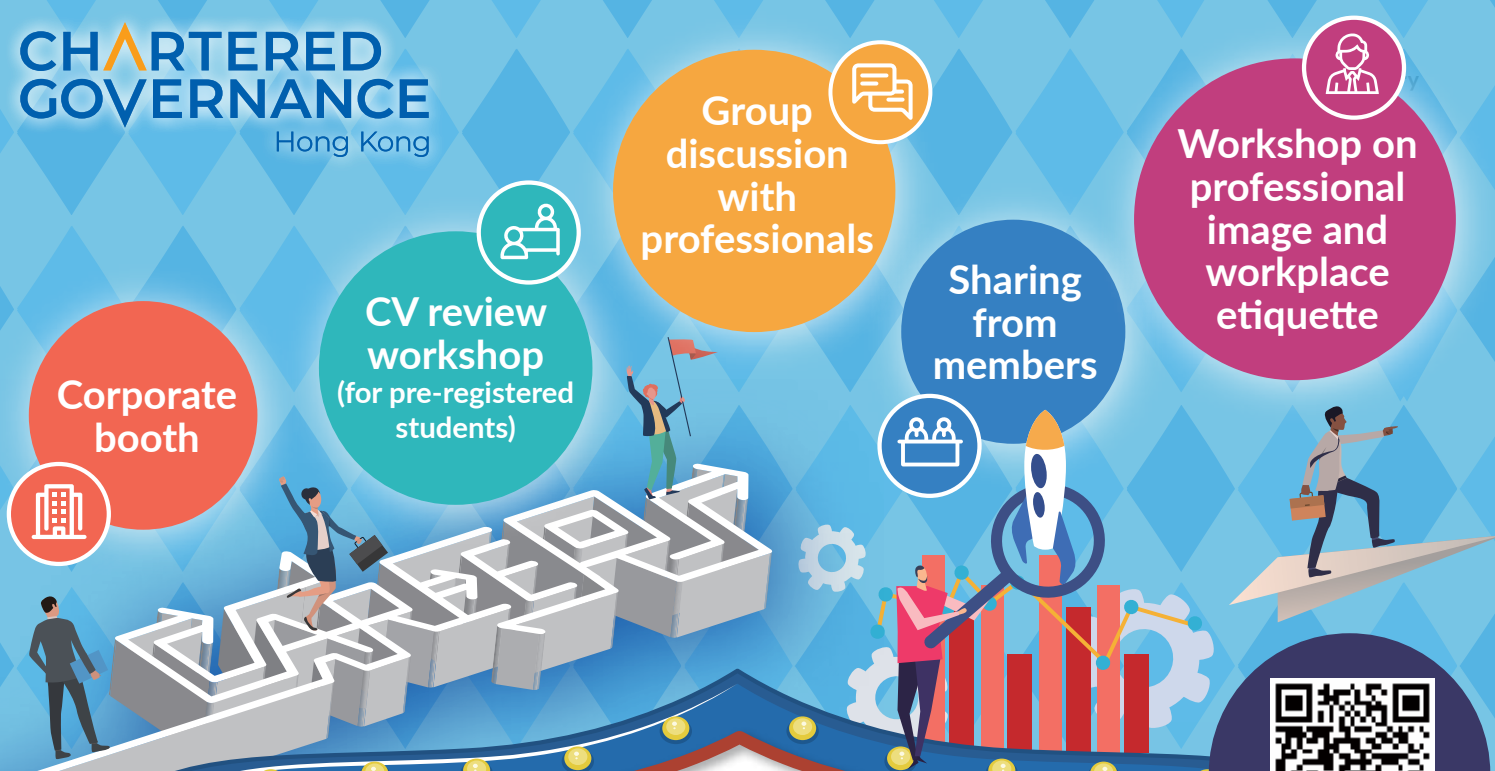 CHARTERED
GOVERNANCE
Hong Kong
Corporate
booth
CV review
workshop
(for pre-registered
students)
Group
discussion
with
professionals
Sharing
from
members
Workshop on
professional
image and
workplace
etiquette
CAREERS